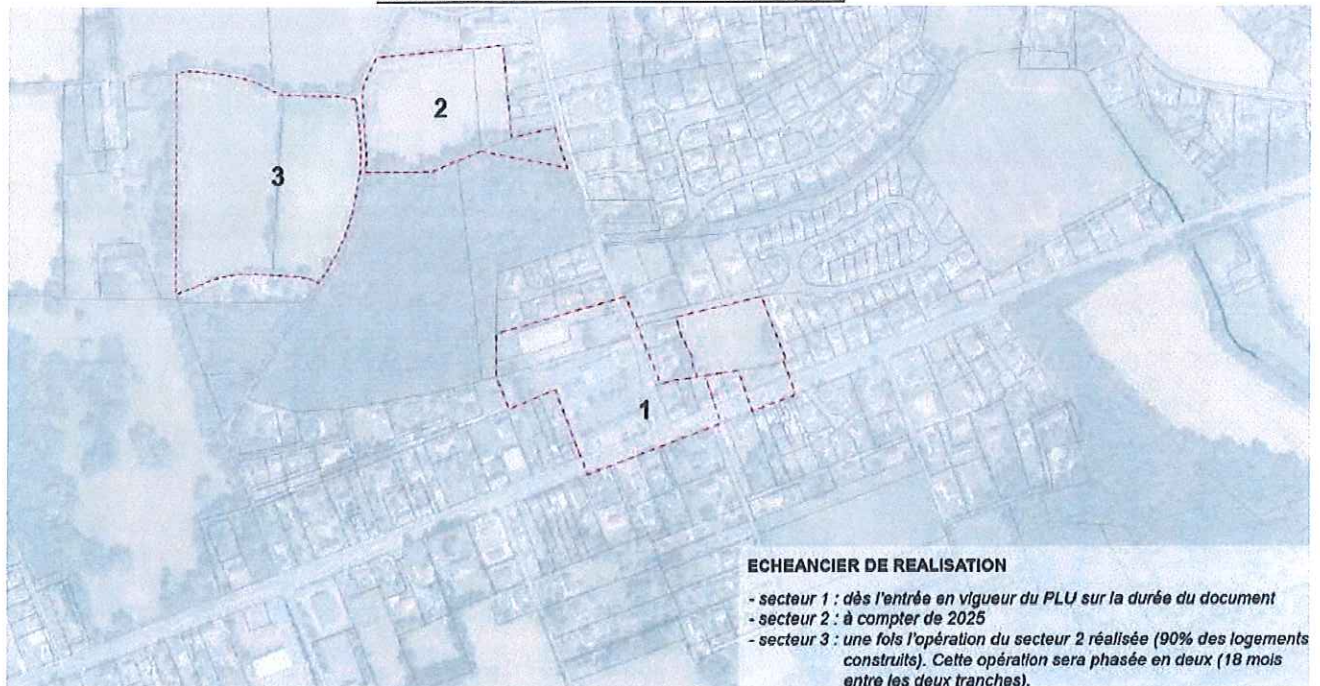 2
3
1
ECHEANCIER DE REALISATION
- secteur 1 : dès l'entrée en vigueur du PLU sur la durée du document
- secteur 2 : à compter de 2025
- secteur 3 : une fois l'opération du secteur 2 réalisée (90% des logements
construits). Cette opération sera phasée en deux (18 mois
entre les deux tranches).